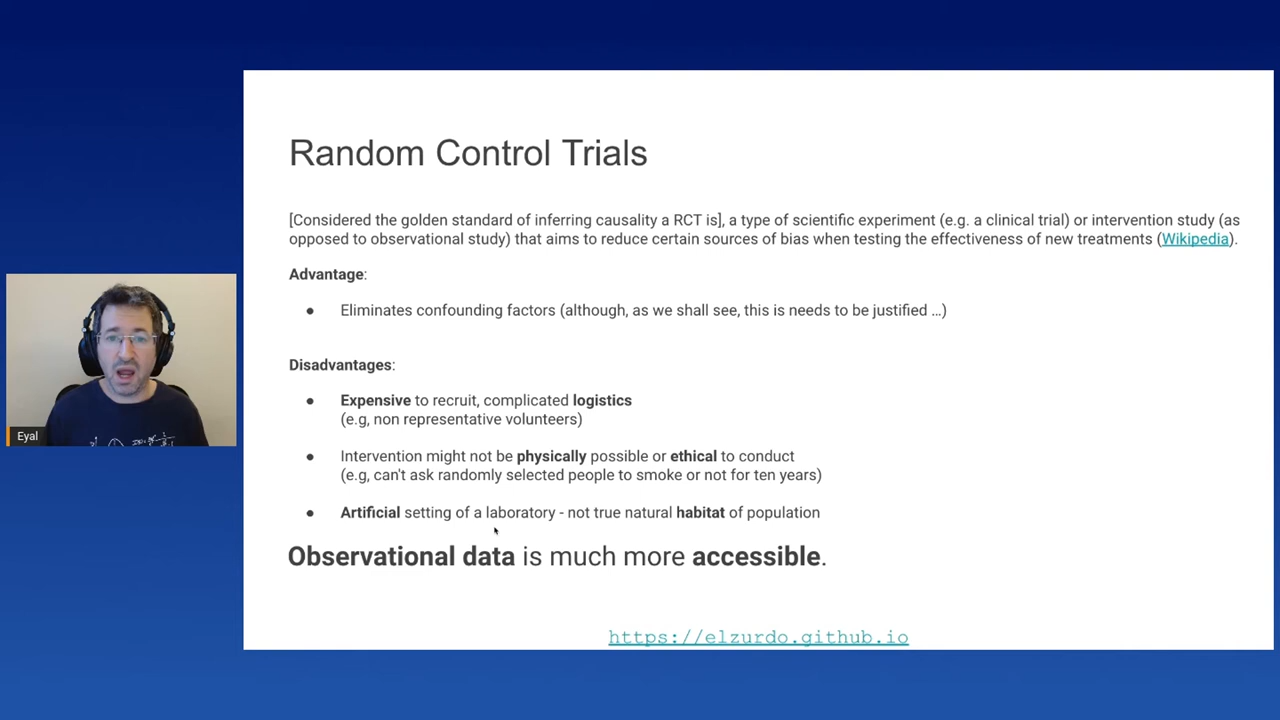 Random Control Trials
[Considered the golden standard of inferring causality a RCT is], a type of scientific experiment (e.g. a clinical trial) or intervention study (as
opposed to observational study) that aims to reduce certain sources of bias when testing the effectiveness of new treatments (Wikipedia).
Advantage:
● Eliminates confounding factors (although, as we shall see, this is needs to be justified …)
Disadvantages:
● Expensive to recruit, complicated logistics
(e.g, non representative volunteers)
● Intervention might not be physically possible or ethical to conduct
(e.g, can't ask randomly selected people to smoke or not for ten years)
● Artificial setting of a laboratory - not true natural habitat of population
Observational data is much more accessible.
https://elzurdo.github.io
Eyal